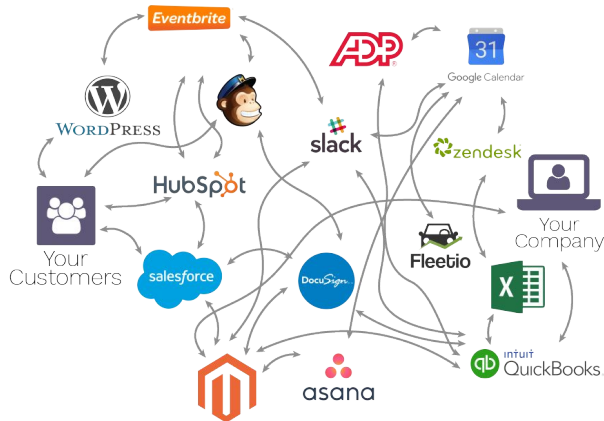 Eventbrite
ADP
31
Google Calendar
WORDPRESS
slack
zendesk
HubSpot
Your
Customers
Your
Company
Fleetio
salesforce
DocuSign
X
intuit
qb QuickBooks
asana